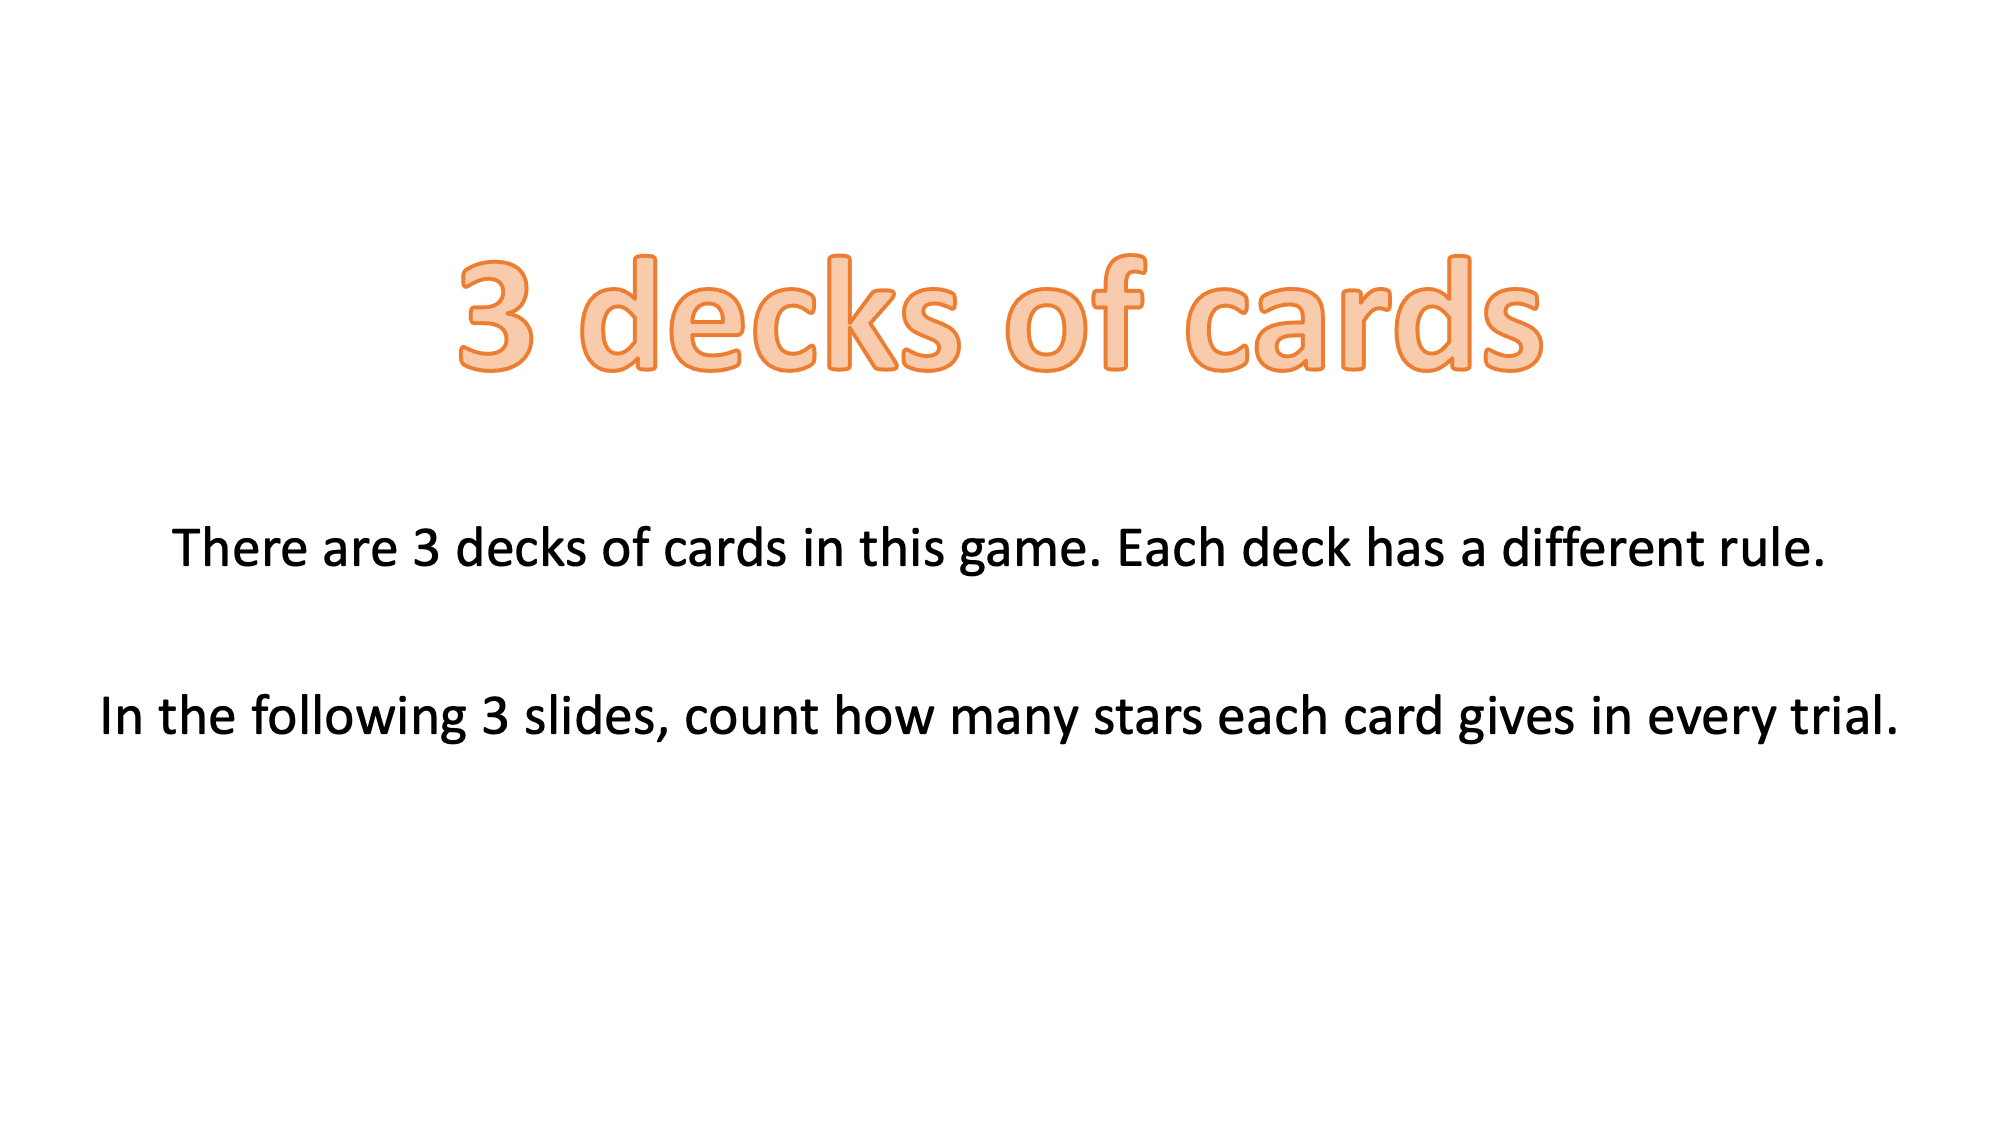 3 decks of cards
There are 3 decks of cards in this game. Each deck has a different rule.
In the following 3 slides, count how many stars each card gives in every trial.